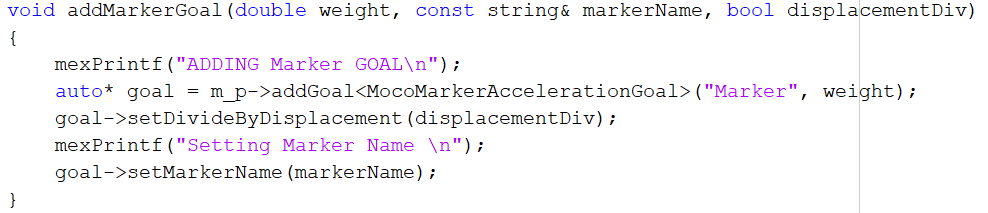 void addMarkerGoal(double weight, const string& markerName, bool displacementDiv)
{
    mexPrintf("ADDING Marker GOAL\n");
    auto* goal = m_p->addGoal<MocoMarkerAccelerationGoal>("Marker", weight);
    goal->setDivideByDisplacement(displacementDiv);
    mexPrintf("Setting Marker Name \n");
    goal->setMarkerName(markerName);
}